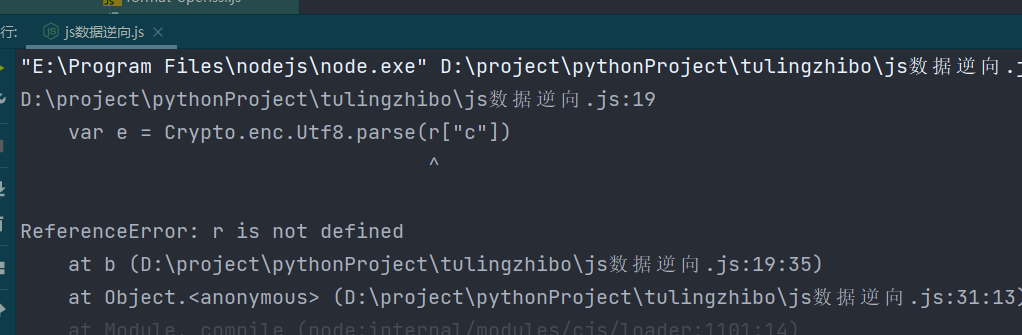 format-openssl.js
行:
js数据逆向.js
"E:\Program Files\nodejs\node.exe" D:\project\pythonProject\tulingzhibo\js数据逆向.j
D:\project\pythonProject\tulingzhibo\js数据逆向.js:19
var e = Crypto.enc.Utf8.parse(r["c"])
^
ReferenceError: r is not defined
at b (D:\project\pythonProject\tulingzhibo\js数据逆向.js:19:35)
at Object.<anonymous> (D:\project\pythonProject\tulingzhibo\js数据逆向.js:31:13)
at Module._compile (node:internal/modules/cjs/loader:1101:14)